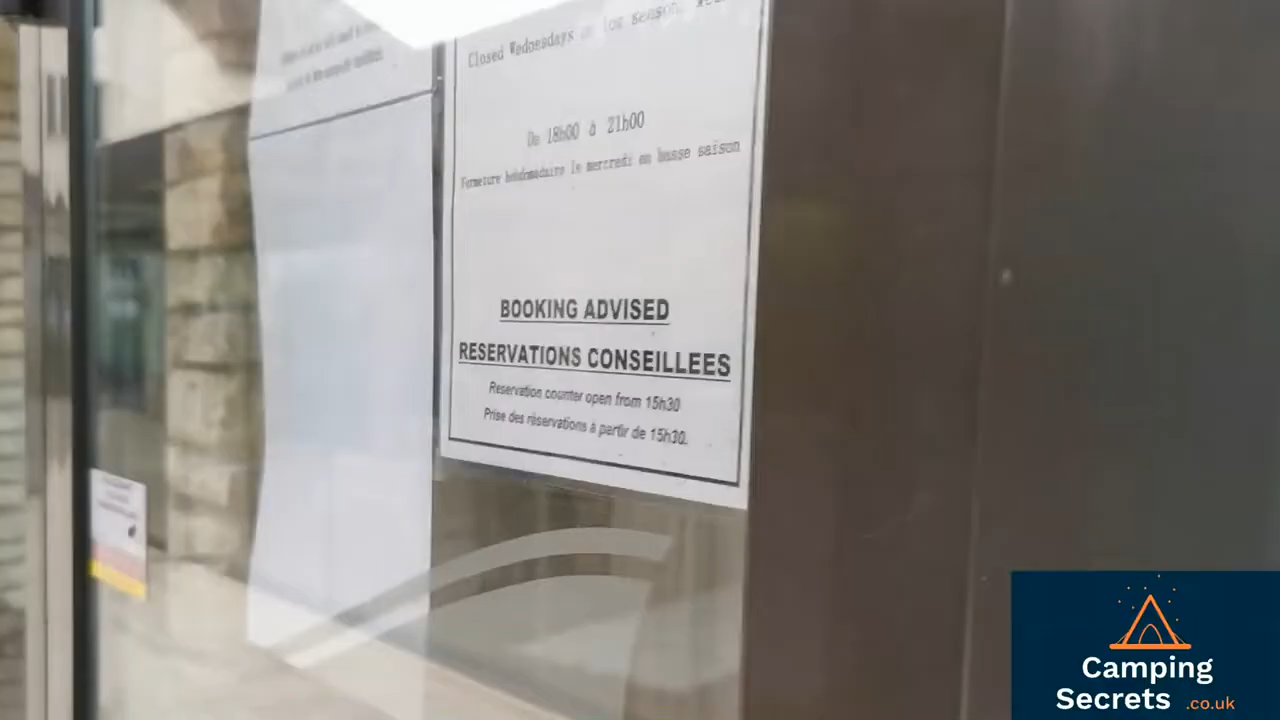 Closed Wednesdays
season.
De 18h00 à 21h00
Fermeture hebdomadaire le mercredi en basse saison
BOOKING ADVISED
RESERVATIONS CONSEILLEES
Reservation counter open from 15h30
Prise des réservations à partir de 15h30.
Camping
Secrets .co.uk